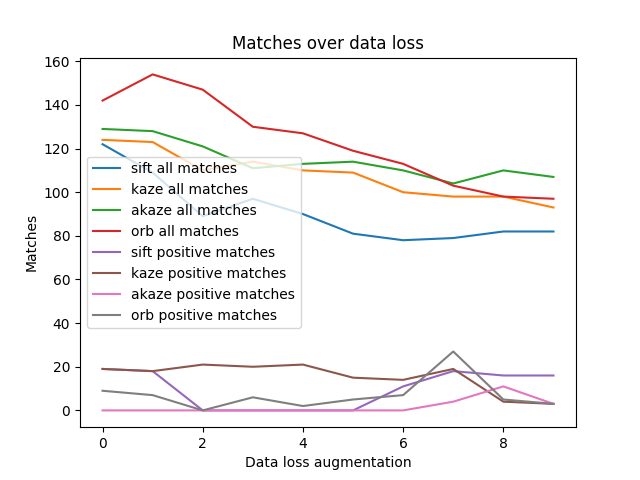 Matches over data loss
160
140
120
100
80
60
40
20
0
Matches
sift all matches
kaze all matches
akaze all matches
orb all matches
sift positive matches
kaze positive matches
akaze positive matches
orb positive matches
0 2 4 6 8
Data loss augmentation